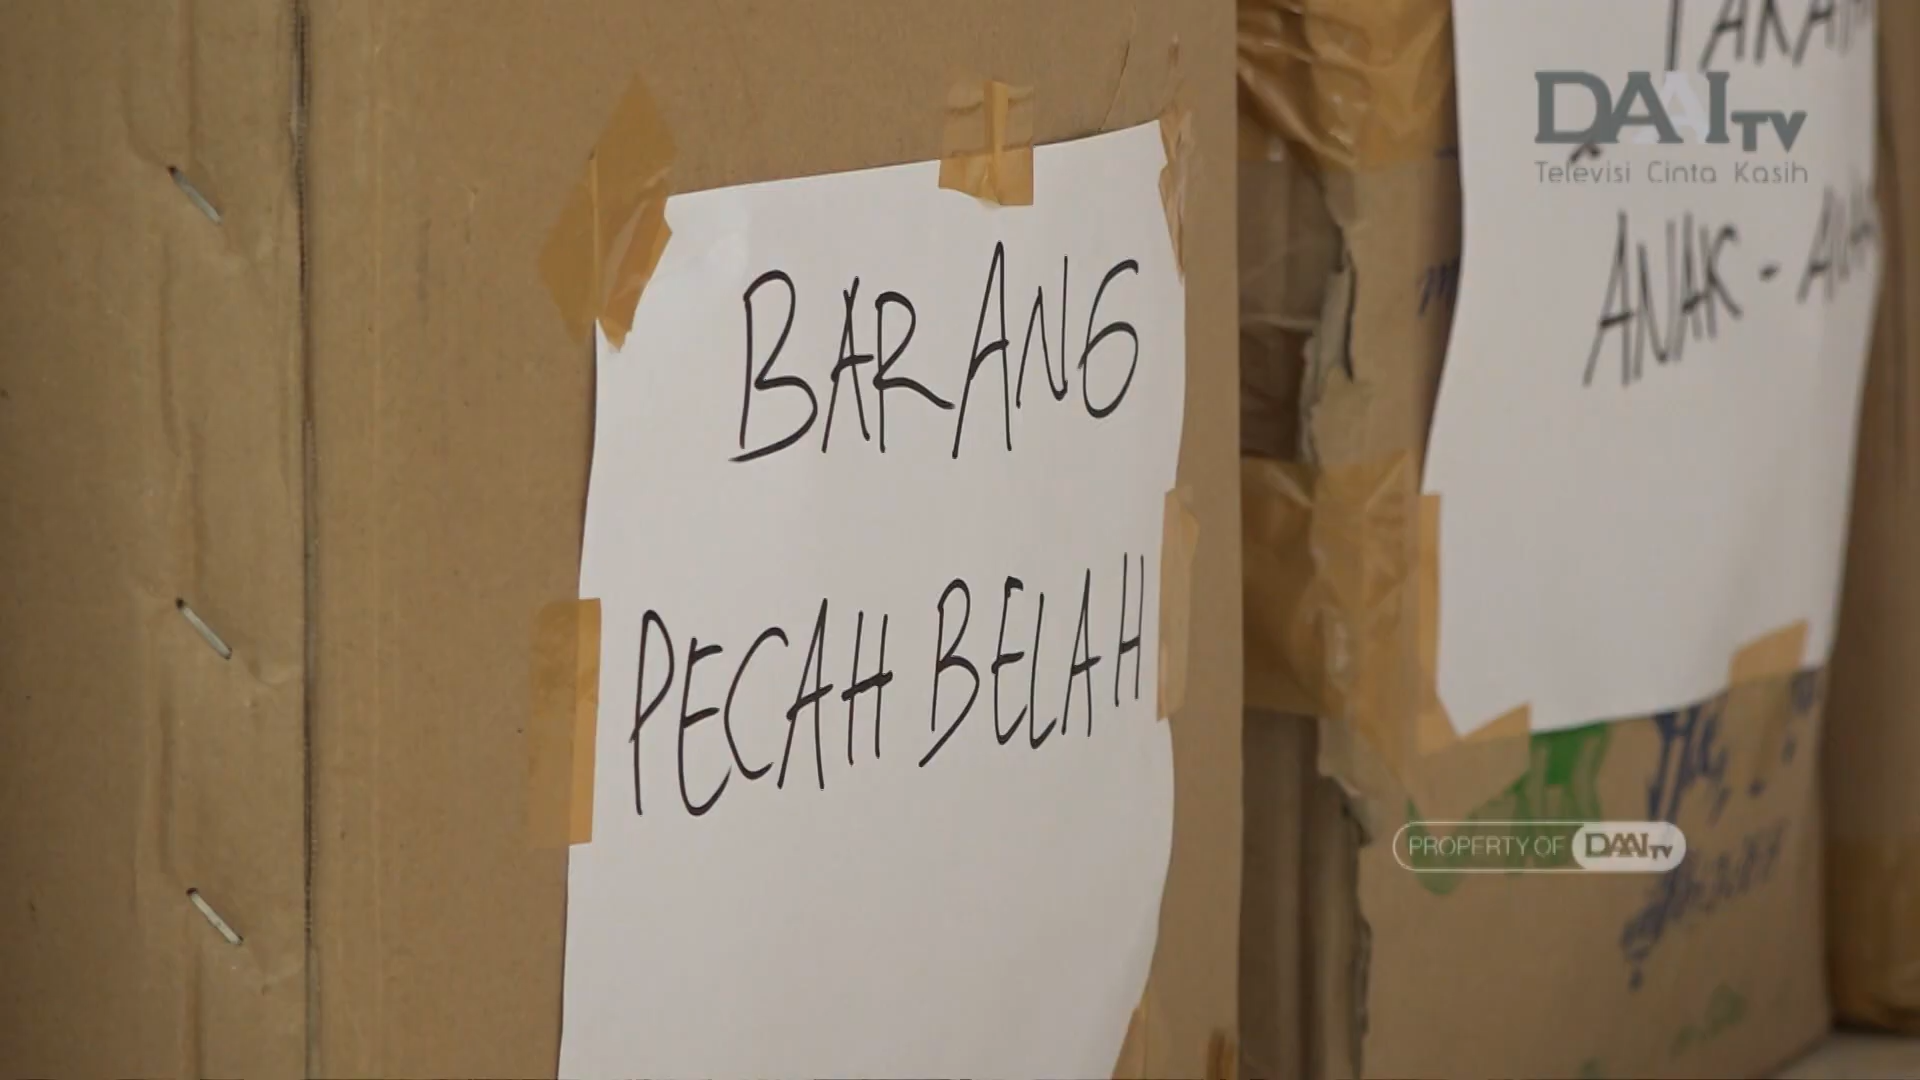 BARANG
PECAH BELAH
ANAK -
DAAI TV
Televisi Cinta Kasih
PROPERTY OF DAAI TV